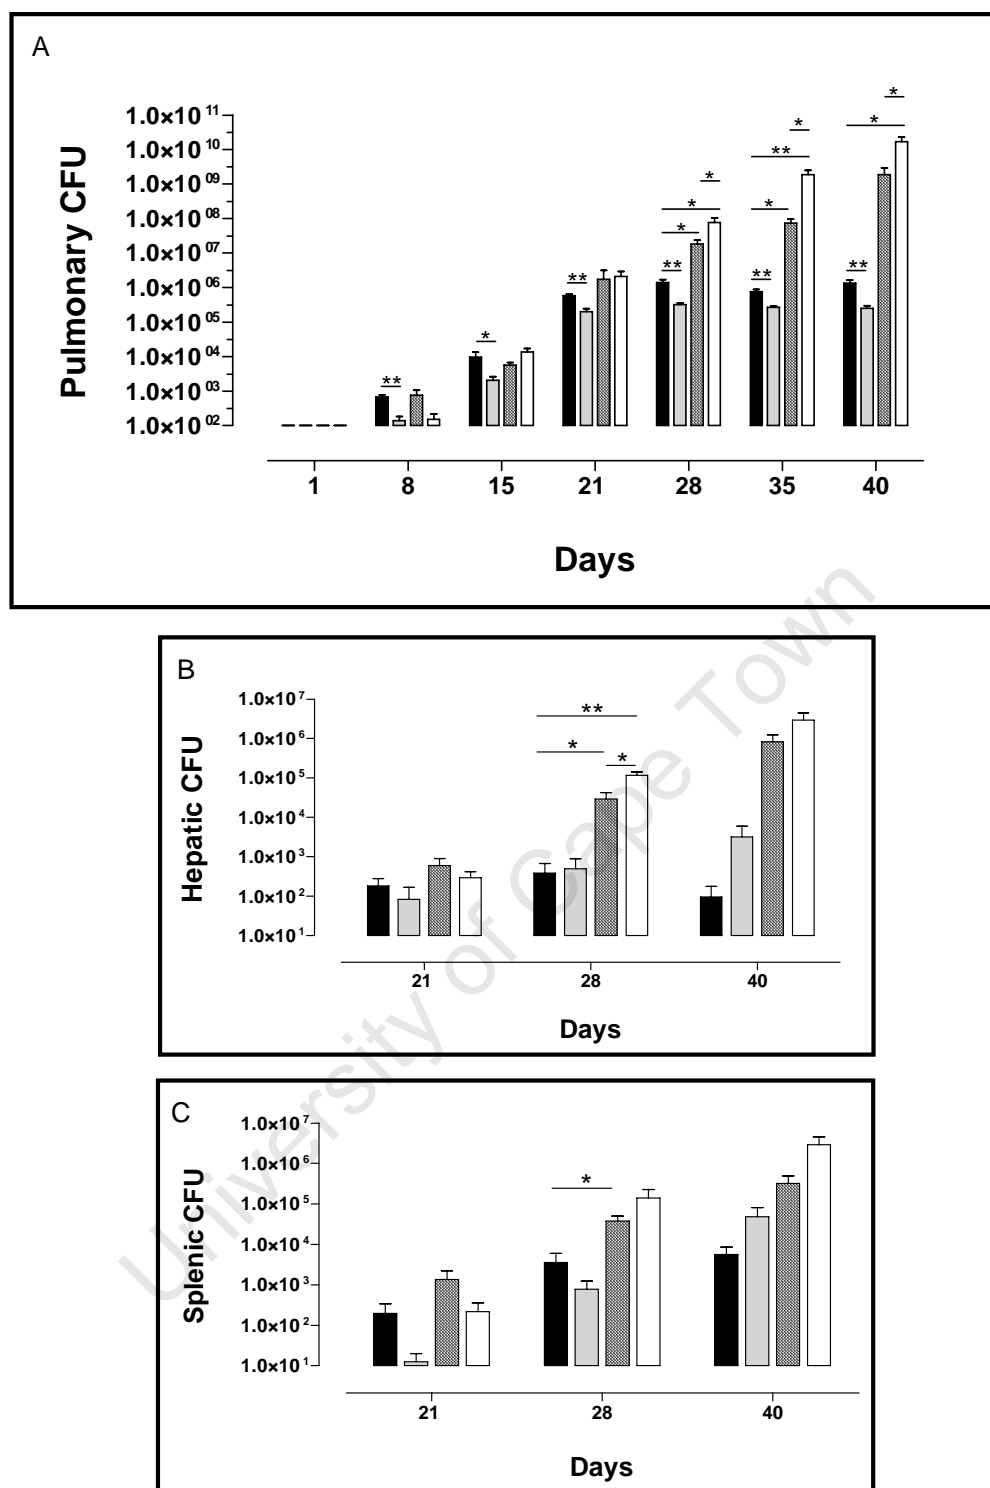 A
Pulmonary CFU
1.0×10 11
1.0×10 10
1.0×10 09
1.0×10 08
1.0×10 07
1.0×10 06
1.0×10 05
1.0×10 04
1.0×10 03
1.0×10 02
** * ** ** * * * ** * ** * ** * *
1 8 15 21 28 35 40
Days
B
Hepatic CFU
1.0×10 7
1.0×10 6
1.0×10 5
1.0×10 4
1.0×10 3
1.0×10 2
1.0×10 1
**
* *
21 28 40
Days
C
Splenic CFU
1.0×10 7
1.0×10 6
1.0×10 5
1.0×10 4
1.0×10 3
1.0×10 2
1.0×10 1
*
21 28 40
Days
University of Cape Town